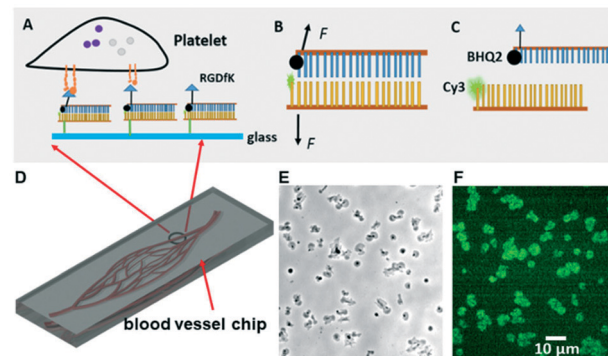 A
Platelet
RGDfK
glass
B
F
F
C
BHQ2
Cy3
D
blood vessel chip
E
F
10 μm